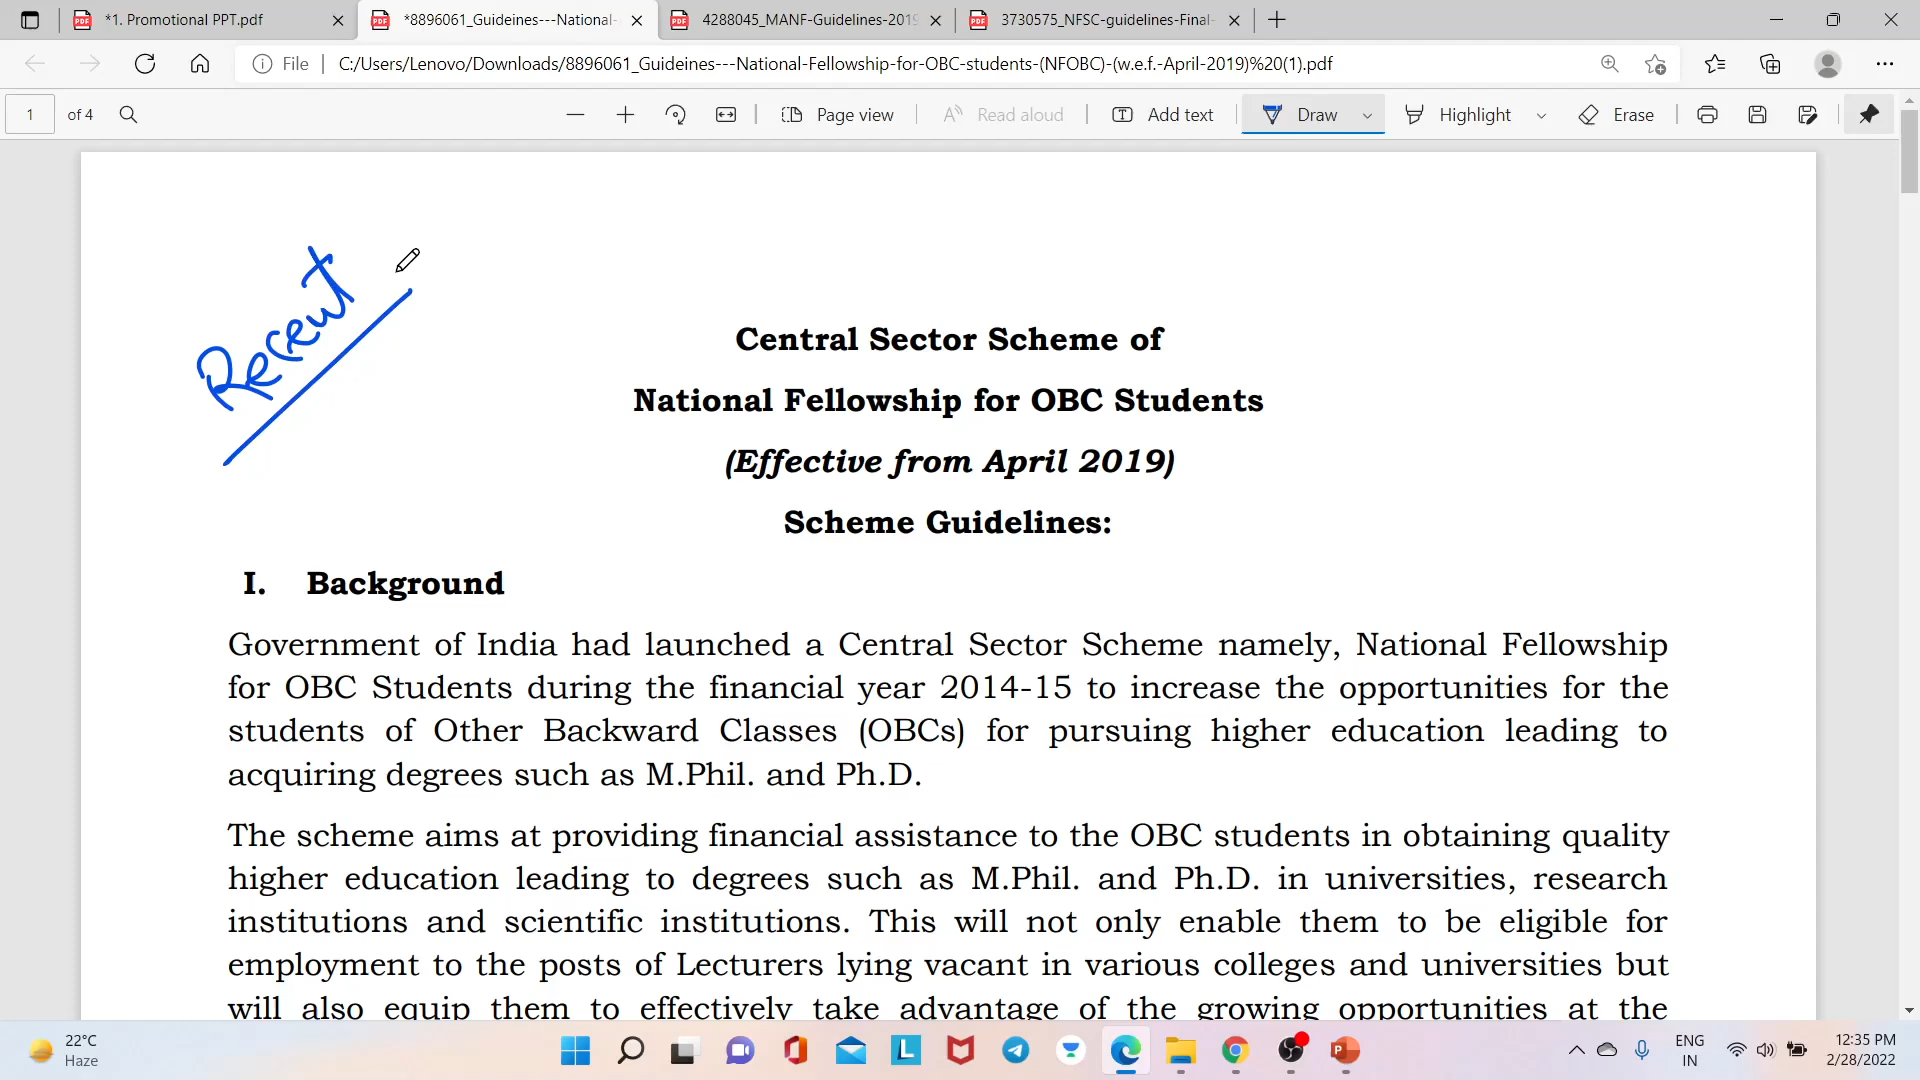 *1. Promotional PPT.pdf
*8896061_Guideines---National-
4288045_MANF-Guidelines-2019
3730575_NFSC-guidelines-Final-
File
C:/Users/Lenovo/Downloads/8896061_Guideines---National-Fellowship-for-OBC-students-(NFOBC)-(w.e.f.-April-2019)%20(1).pdf
1 of 4
Page view
Read aloud
Add text
Draw
Highlight
Erase
Recent
Central Sector Scheme of
National Fellowship for OBC Students
(Effective from April 2019)
Scheme Guidelines:
I. Background
Government of India had launched a Central Sector Scheme namely, National Fellowship
for OBC Students during the financial year 2014-15 to increase the opportunities for the
students of Other Backward Classes (OBCs) for pursuing higher education leading to
acquiring degrees such as M.Phil. and Ph.D.
The scheme aims at providing financial assistance to the OBC students in obtaining quality
higher education leading to degrees such as M.Phil. and Ph.D. in universities, research
institutions and scientific institutions. This will not only enable them to be eligible for
employment to the posts of Lecturers lying vacant in various colleges and universities but
will also equip them to effectively take advantage of the growing opportunities at the
22°C
Haze
ENG
IN
12:35 PM
2/28/2022